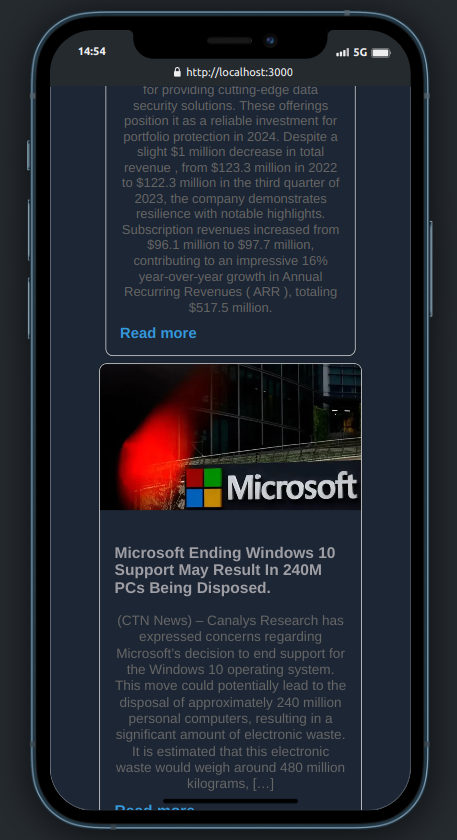 14:54
5G
http://localhost:3000
for providing cutting-edge data
security solutions. These offerings
position it as a reliable investment for
portfolio protection in 2024. Despite a
slight $1 million decrease in total
revenue , from $123.3 million in 2022
to $122.3 million in the third quarter of
2023, the company demonstrates
resilience with notable highlights.
Subscription revenues increased from
$96.1 million to $97.7 million,
contributing to an impressive 16%
year-over-year growth in Annual
Recurring Revenues ( ARR ), totaling
$517.5 million.
Read more
Microsoft
Microsoft Ending Windows 10
Support May Result In 240M
PCs Being Disposed.
(CTN News) – Canalys Research has
expressed concerns regarding
Microsoft's decision to end support for
the Windows 10 operating system.
This move could potentially lead to the
disposal of approximately 240 million
personal computers, resulting in a
significant amount of electronic waste.
It is estimated that this electronic
waste would weigh around 480 million
kilograms, […]
Read more